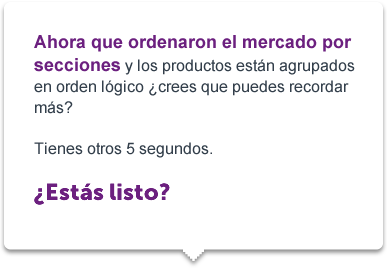 Ahora que ordenaron el mercado por
secciones y los productos están agrupados
en orden lógico ¿crees que puedes recordar
más?
Tienes otros 5 segundos.
¿Estás listo?